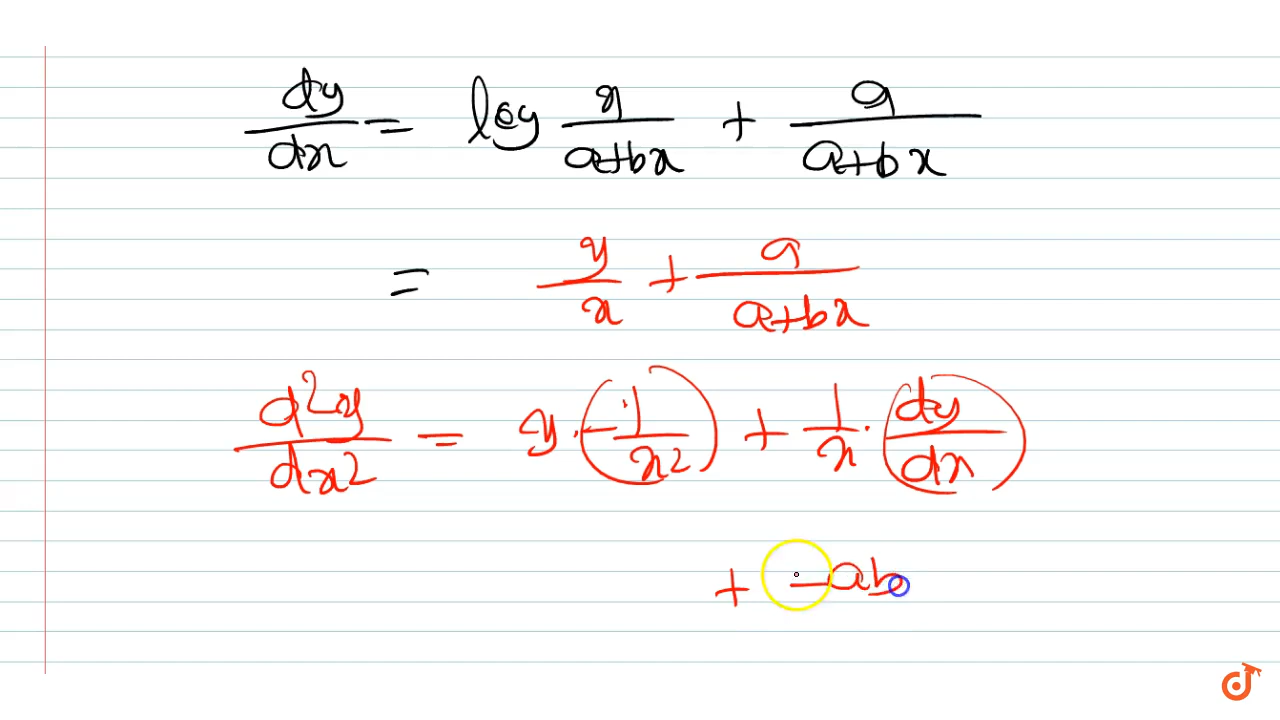 dy/dx = log x/(a+bx) + a/(a+bx)
= y/x + a/(a+bx)
d²y/dx² = y·(-1/x²) + 1/x·(dy/dx)
+ -ab